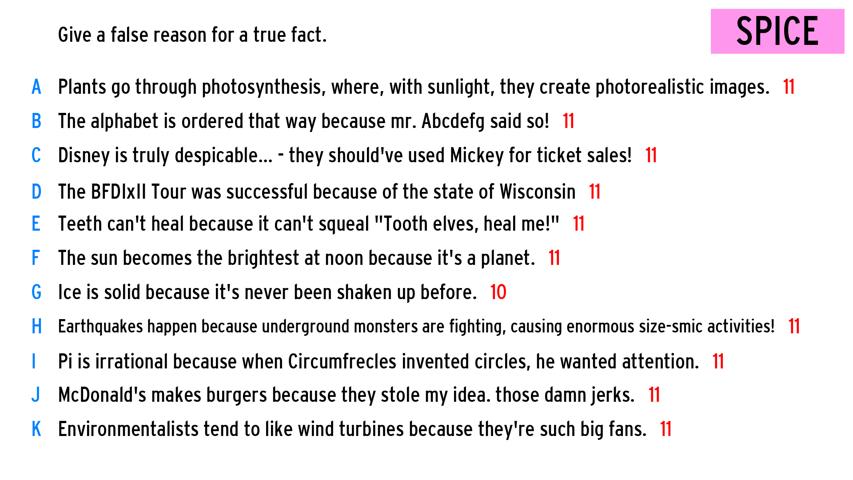 Give a false reason for a true fact.
SPICE
A Plants go through photosynthesis, where, with sunlight, they create photorealistic images. 11
B The alphabet is ordered that way because mr. Abcdefg said so! 11
C Disney is truly despicable... - they should've used Mickey for ticket sales! 11
D The BFDIxII Tour was successful because of the state of Wisconsin 11
E Teeth can't heal because it can't squeal "Tooth elves, heal me!" 11
F The sun becomes the brightest at noon because it's a planet. 11
G Ice is solid because it's never been shaken up before. 10
H Earthquakes happen because underground monsters are fighting, causing enormous size-smic activities! 11
I Pi is irrational because when Circumfrecles invented circles, he wanted attention. 11
J McDonald's makes burgers because they stole my idea. those damn jerks. 11
K Environmentalists tend to like wind turbines because they're such big fans. 11